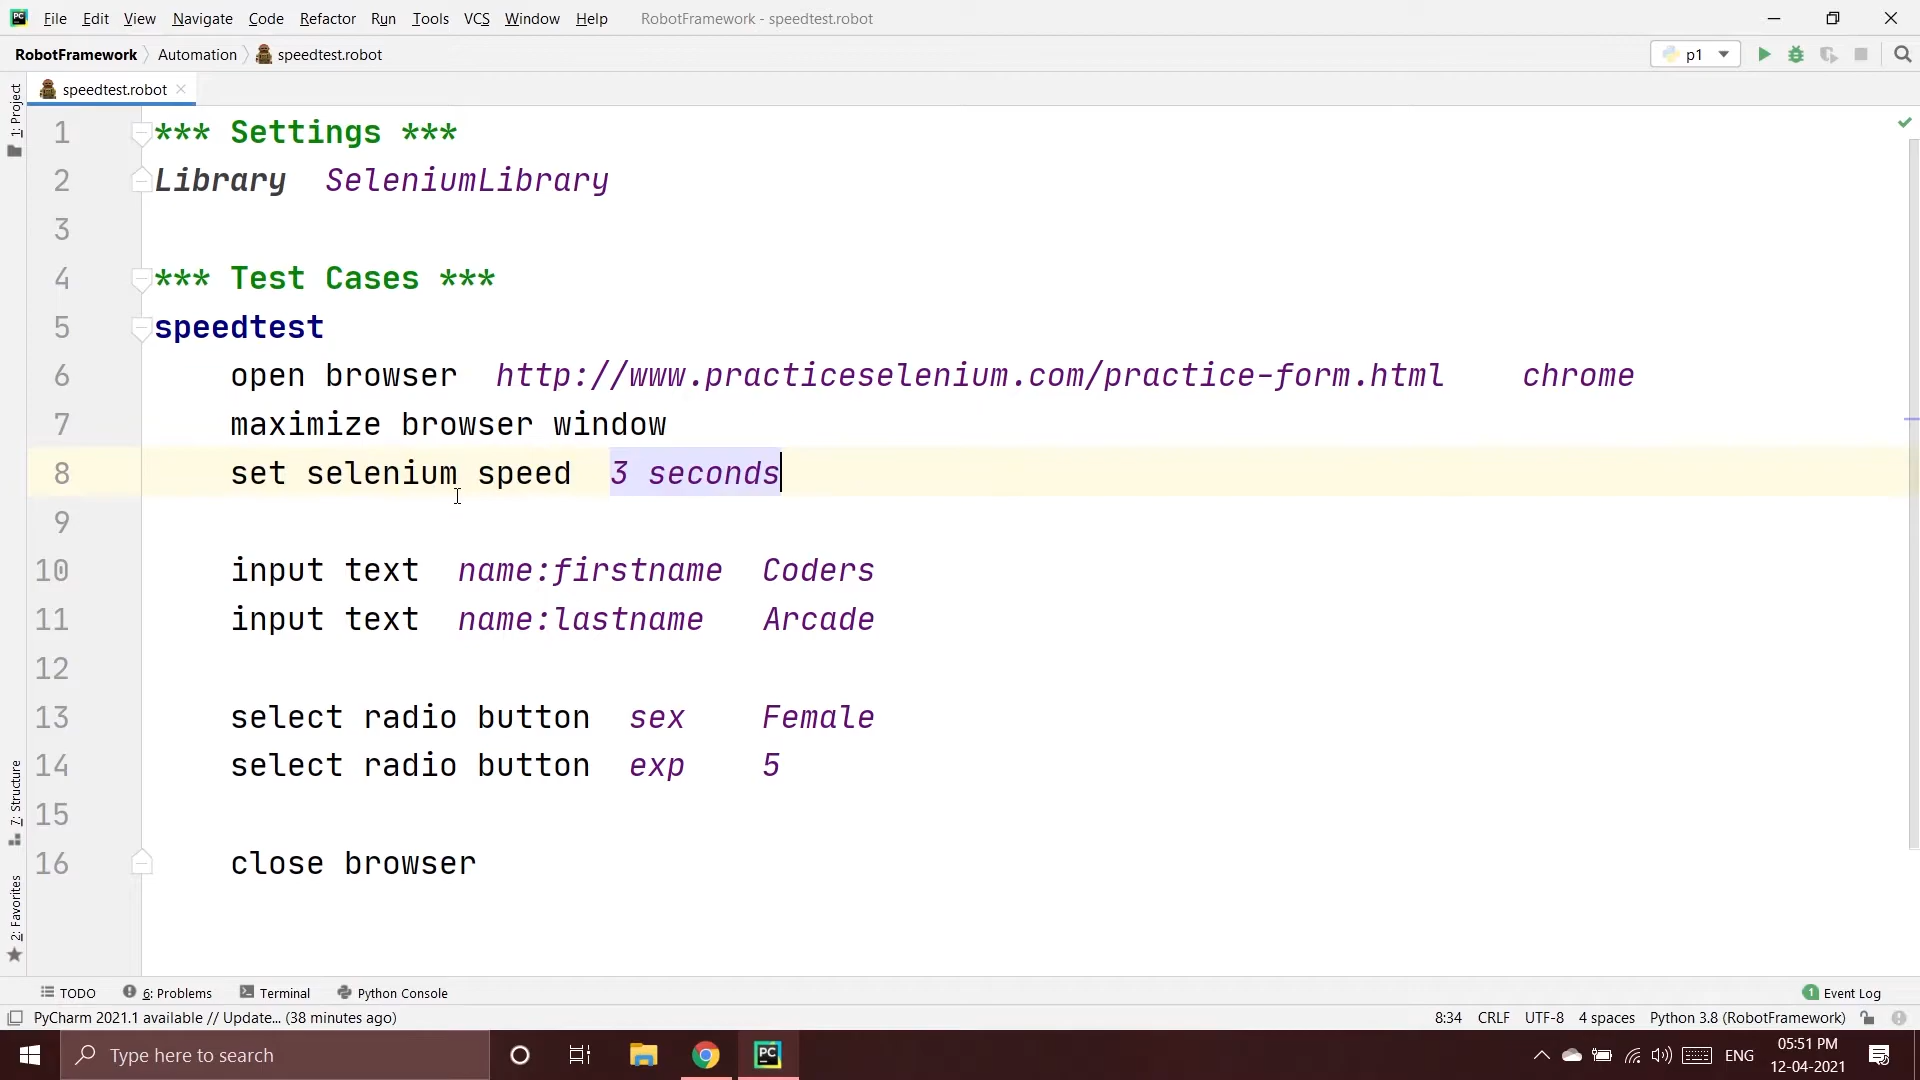 File Edit View Navigate Code Refactor Run Tools VCS Window Help RobotFramework - speedtest.robot
RobotFramework Automation speedtest.robot p1
1: Project
speedtest.robot
1 *** Settings ***
2 Library SeleniumLibrary
3
4 *** Test Cases ***
5 speedtest
6 open browser http://www.practiceselenium.com/practice-form.html chrome
7 maximize browser window
8 set selenium speed 3 seconds
9
10 input text name:firstname Coders
11 input text name:lastname Arcade
12
13 select radio button sex Female
14 select radio button exp 5
15
16 close browser
7: Structure
2: Favorites
TODO 6: Problems Terminal Python Console 1 Event Log
PyCharm 2021.1 available // Update... (38 minutes ago) 8:34 CRLF UTF-8 4 spaces Python 3.8 (RobotFramework)
Type here to search PC ENG 05:51 PM
12-04-2021